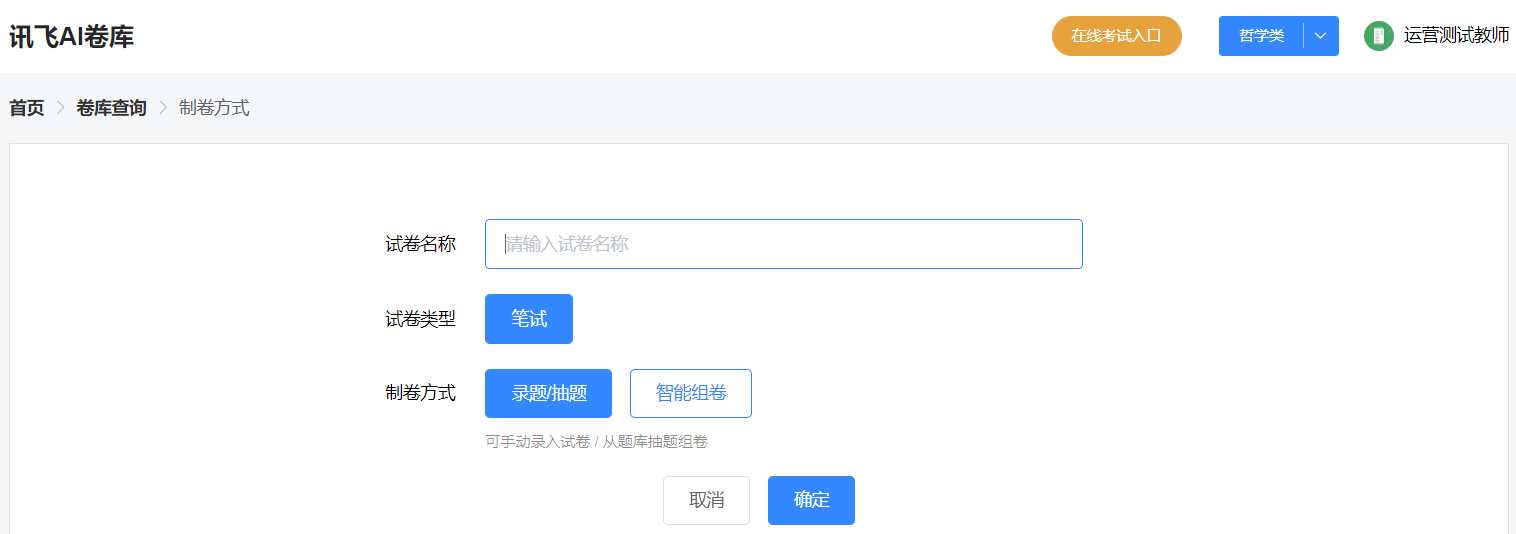 讯飞AI卷库
在线考试入口
哲学类
运营测试教师
首页 > 卷库查询 > 制卷方式
试卷名称 请输入试卷名称
试卷类型 笔试
制卷方式 录题/抽题 智能组卷
可手动录入试卷 / 从题库抽题组卷
取消 确定